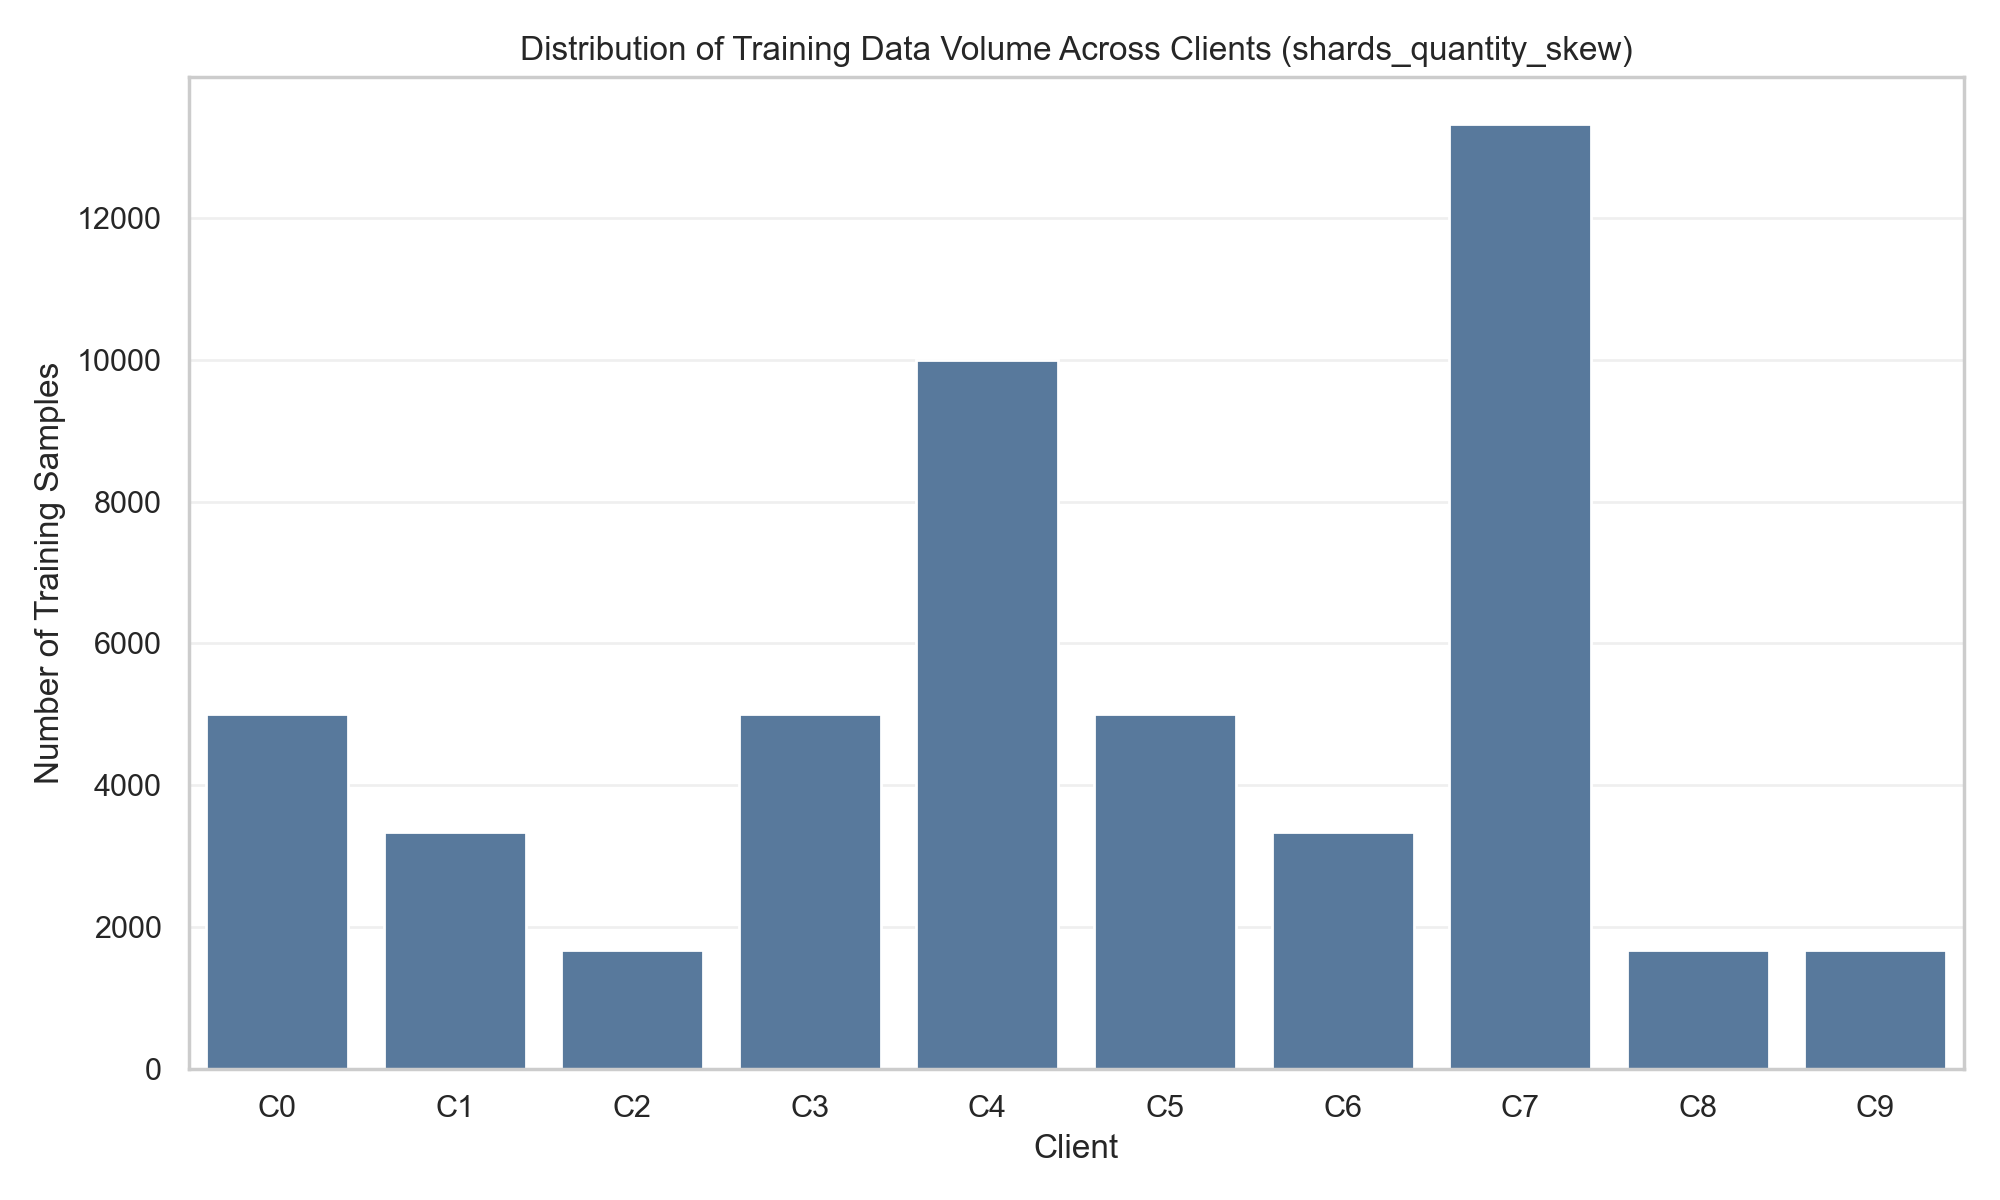 Distribution of Training Data Volume Across Clients (shards_quantity_skew)
Number of Training Samples
12000
10000
8000
6000
4000
2000
0
C0 C1 C2 C3 C4 C5 C6 C7 C8 C9
Client